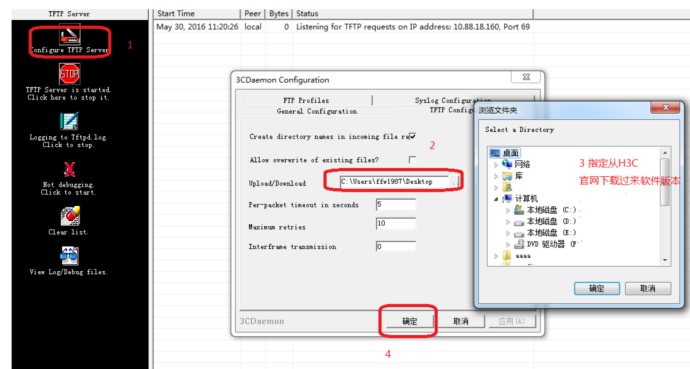 TFTP Server
Start Time Peer Bytes Status
May 30, 2016 11:20:26 local 0 Listening for TFTP requests on IP address: 10.88.18.160, Port 69
Configure TFTP Server
1
TFTP Server is started.
Click here to stop it.
Logging to Tftpd.log.
Click to stop.
Not debugging.
Click to start.
Clear list.
View Log/Debug files.
3CDaemon Configuration
FTP Profiles
General Configuration
TFTP
Create directory names in incoming file
2
Allow overwrite of existing files?
Upload/Download
C:\Users\ffw1907\Desktop
Per-packet timeout in seconds
5
Maximum retries
10
Interframe transmission
0
3CDaemon
确定
取消
应用(A)
4
浏览文件夹
Select a Directory
桌面
网络
库
计算机
本地磁盘 (C:)
本地磁盘 (D:)
本地磁盘 (E:)
DVD 驱动器
ssss
3 指定从H3C
官网下载过来软件版本
确定
取消